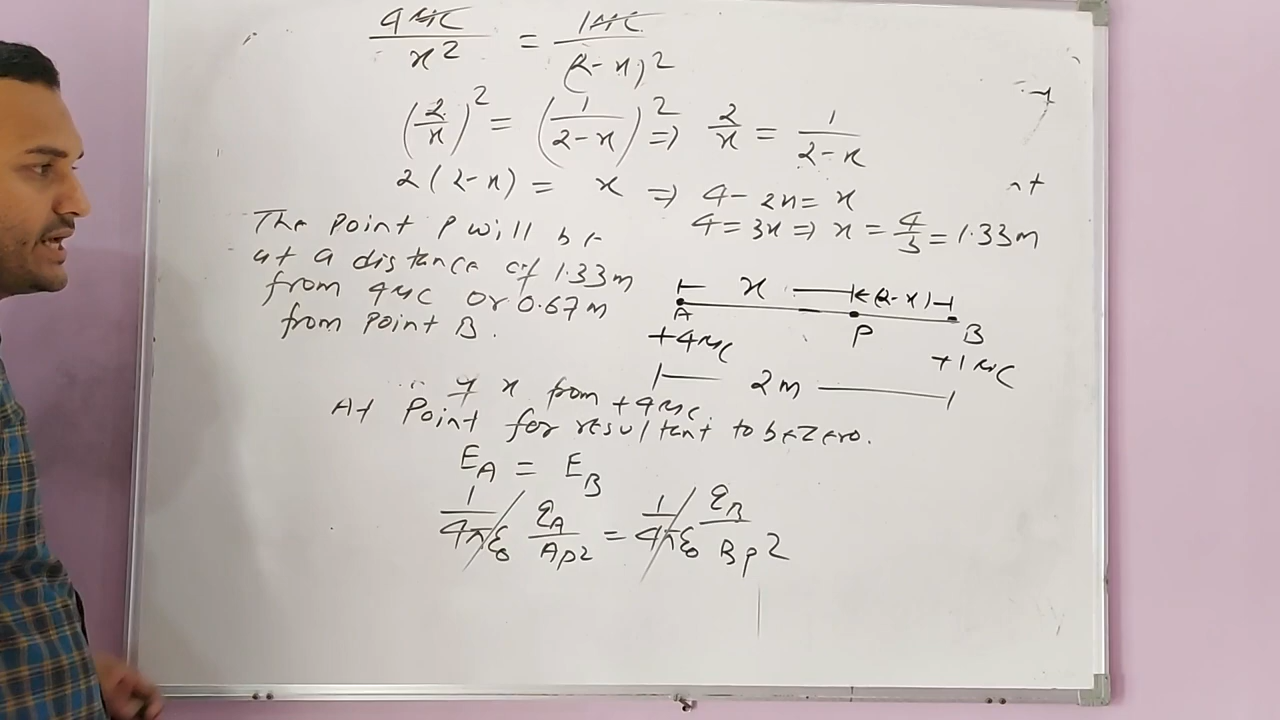 4μC/x² = 1μC/(2-x)²
(2/x)² = (1/(2-x))² => 2/x = 1/(2-x)
2(2-x) = x => 4-2x = x
4 = 3x => x = 4/3 = 1.33m
The Point P will be
at a distance of 1.33m
from 4μC or 0.67m
from Point B.
x (2-x)
A P B
+4μC +1μC
2m
x from +4μC.
At Point for resultent to be Zero.
E_A = E_B
1/4πε₀ q_A/AP2 = 1/4πε₀ q_B/BP2